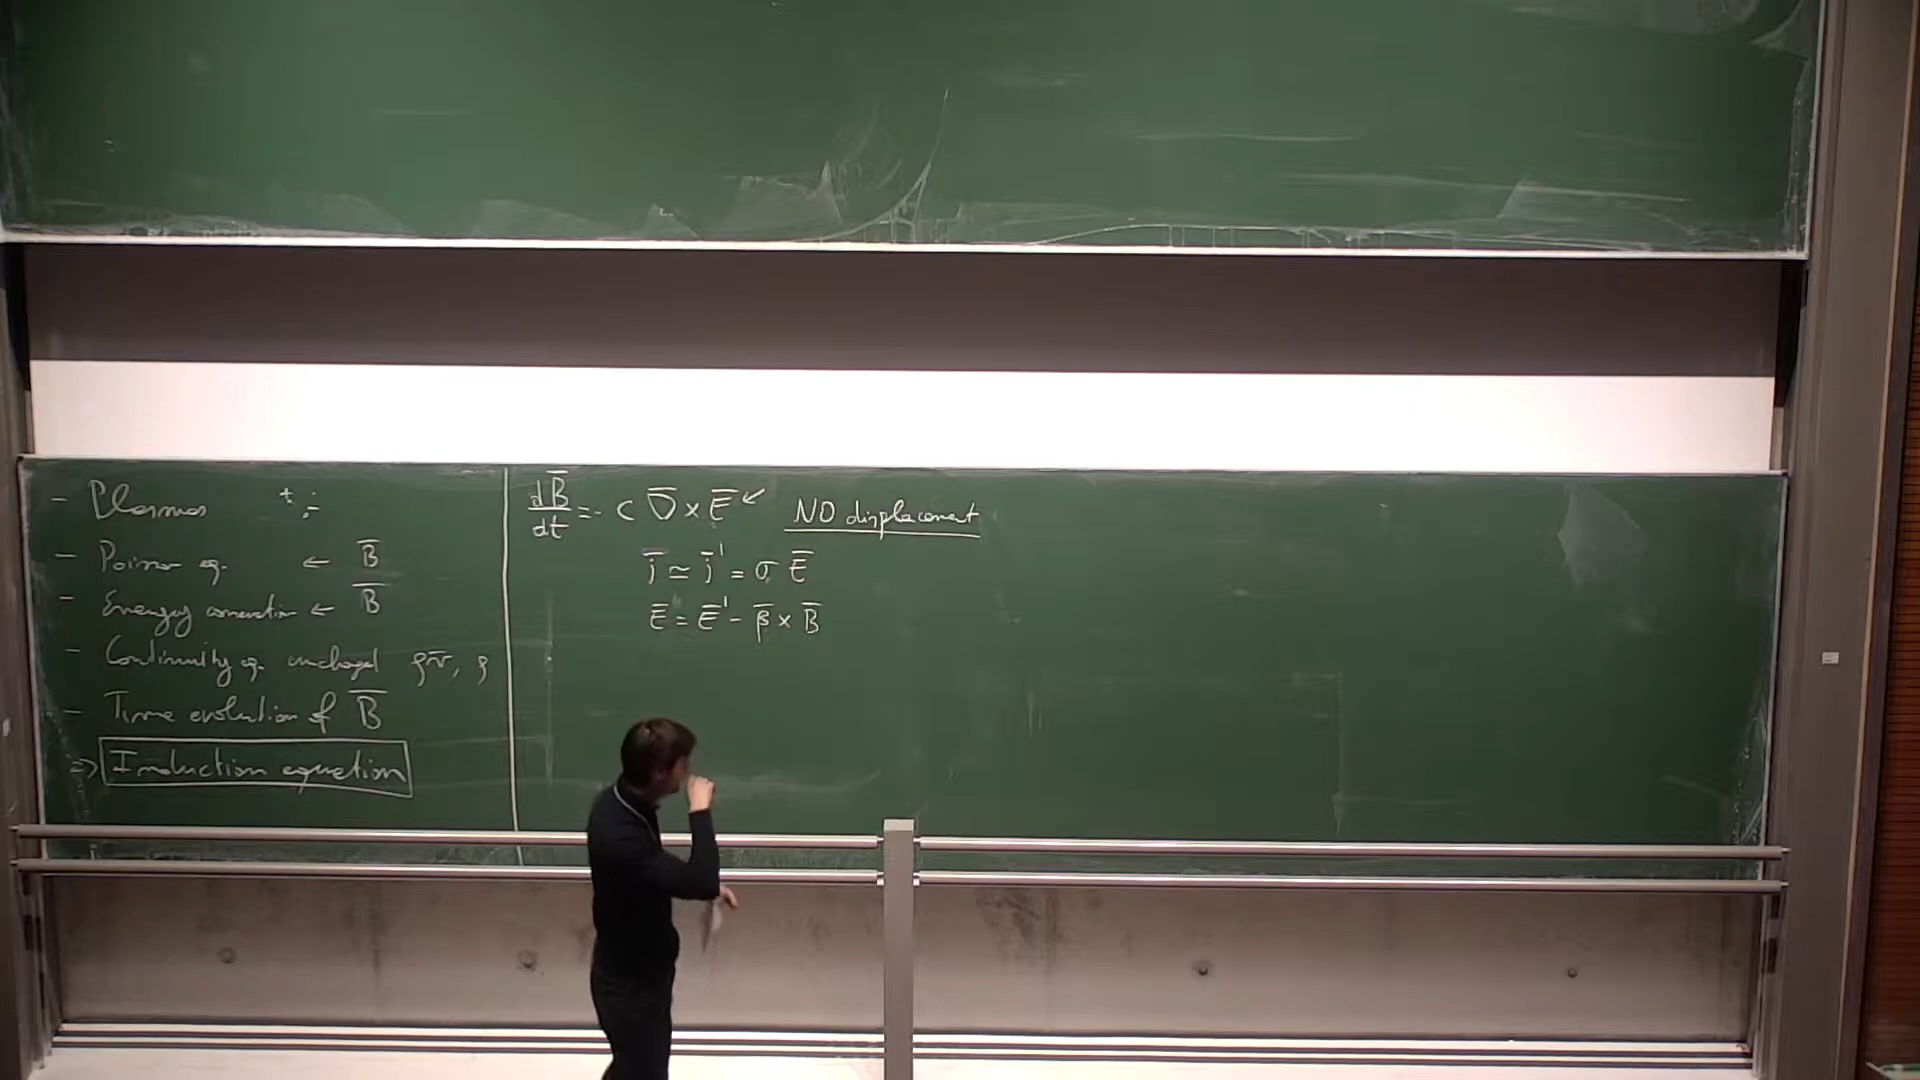 - Plasmas + : -
- Poisson eq. ← B̅
- Energy conservation ← B̅
- Continuity eq. unchanged ρv̅, ρ
- Time evolution of B̅
⇒ Induction equation
dB̅/dt = - c ∇̅ × E̅ ↙ NO displacement
j̅ ≃ j̅' = σ E̅
E̅ = E̅' - β̅ × B̅